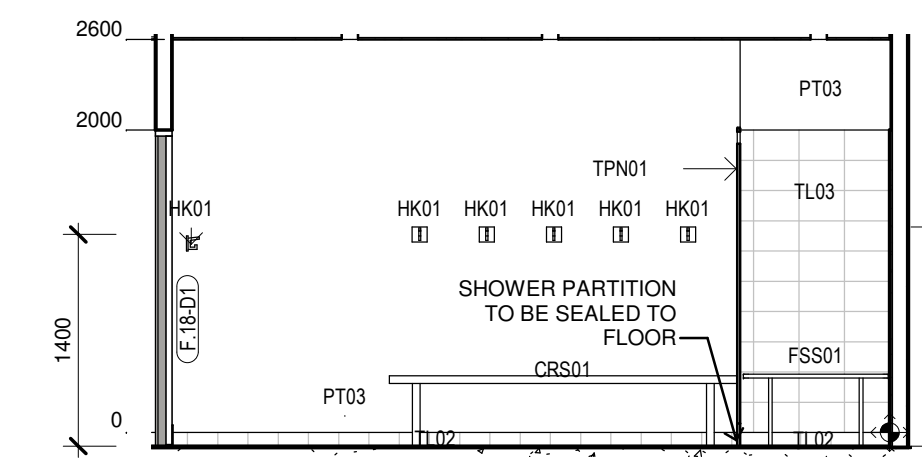 2600
PT03
2000
TPN01
TL03
HK01
HK01 HK01 HK01 HK01 HK01
F.18-D1
SHOWER PARTITION
TO BE SEALED TO
FLOOR
1400
FSS01
CRS01
PT03
0
TL02
TL02